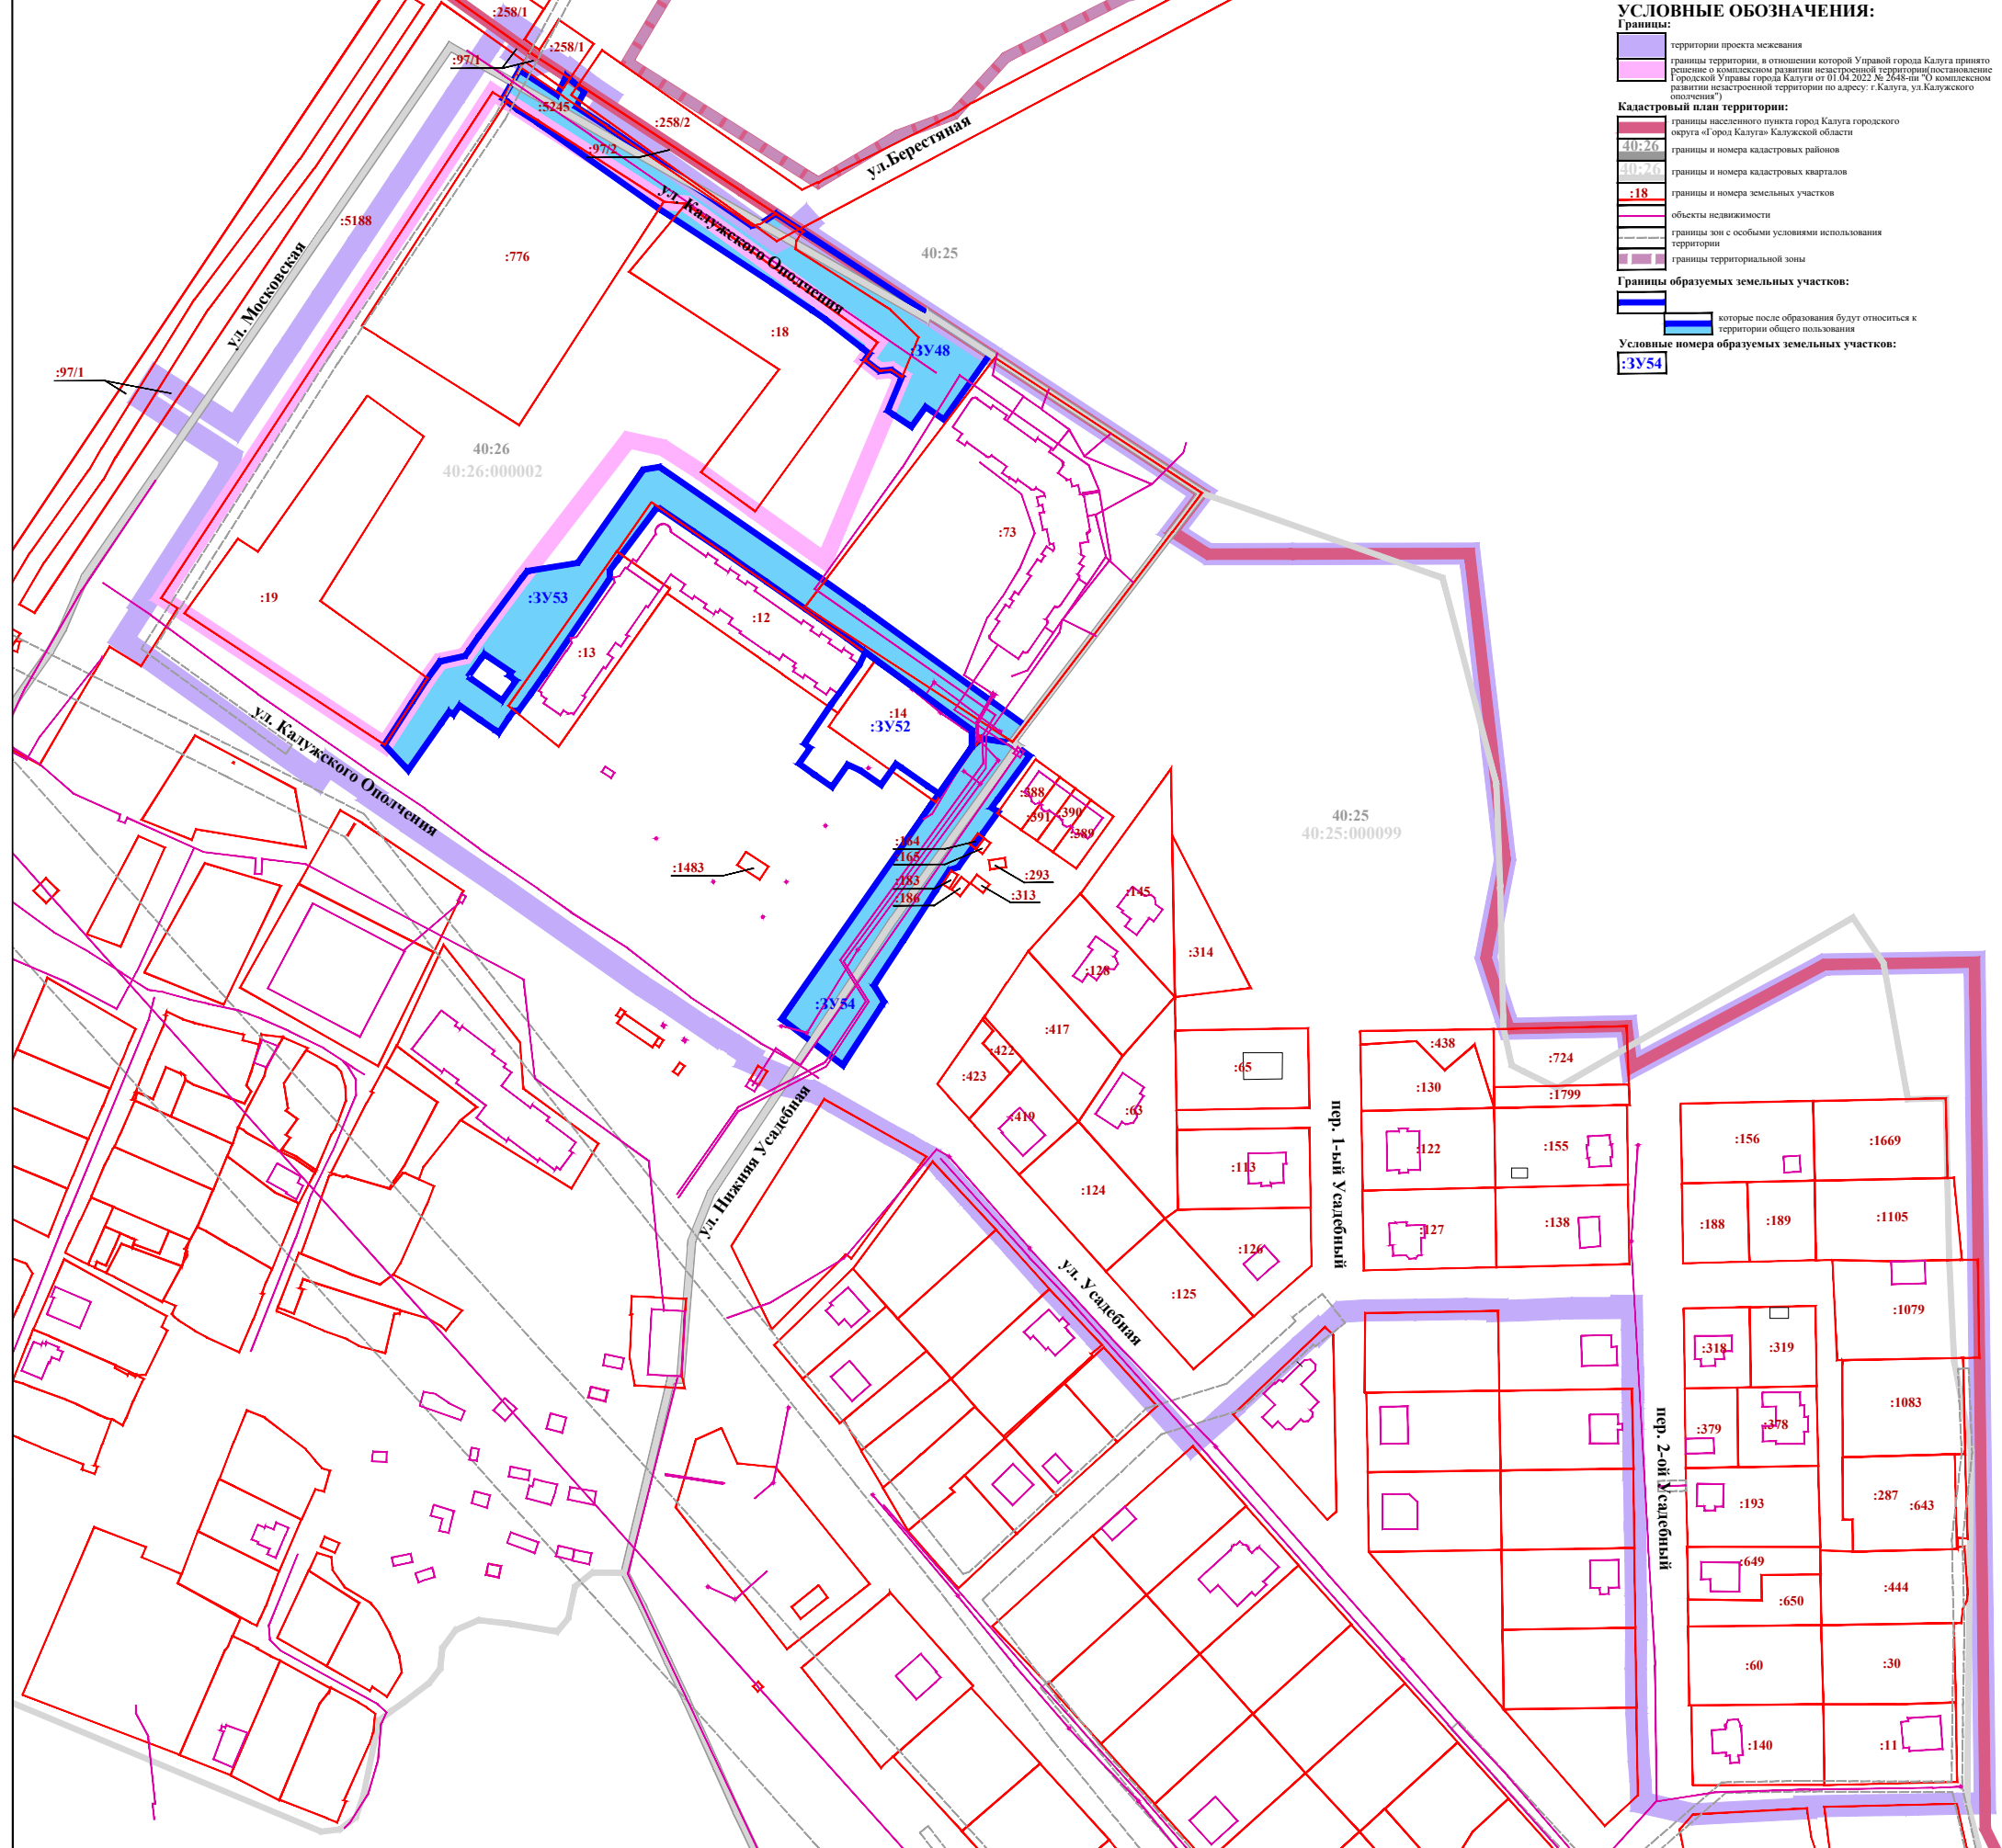 УСЛОВНЫЕ ОБОЗНАЧЕНИЯ:
Границы:
территории проекта межевания
границы территории, в отношении которой Управой города Калуга принято
решение о комплексном развитии незастроенной территории(постановление
Городской Управы города Калуги от 01.04.2022 № 2648-пи "О комплексном
развитии незастроенной территории по адресу: г.Калуга, ул.Калужского
ополчения")
Кадастровый план территории:
границы населенного пункта город Калуга городского
округа «Город Калуга» Калужской области
40:26
границы и номера кадастровых районов
40:26
границы и номера кадастровых кварталов
:18
границы и номера земельных участков
объекты недвижимости
границы зон с особыми условиями использования
территории
границы территориальной зоны
Границы образуемых земельных участков:
которые после образования будут относиться к
территории общего пользования
Условные номера образуемых земельных участков:
:ЗУ54
:258/1
:258/1
:97/1
:5245
:258/2
:97/2
ул.Берестяная
ул. Калужского Ополчения
:5188
ул. Московская
:776
40:25
:18
:ЗУ48
:97/1
40:26
40:26:000002
:73
:19
:ЗУ53
:12
:13
:14
:ЗУ52
ул. Калужского Ополчения
:388
:391
:390
:389
40:25
40:25:000099
:164
:165
:1483
:183
:186
:293
:313
:145
:128
:314
:ЗУ54
:417
:422
:423
:419
:63
:65
:438
:130
:724
:1799
ул. Нижняя Усадебная
пер. 1-ый Усадебный
:122
:155
:156
:1669
:113
:124
:127
:138
:188
:189
:1105
:126
:125
ул. Усадебная
:1079
:318
:319
:1083
:379
:378
пер. 2-ой Усадебный
:193
:287
:643
:649
:650
:444
:60
:30
:140
:11